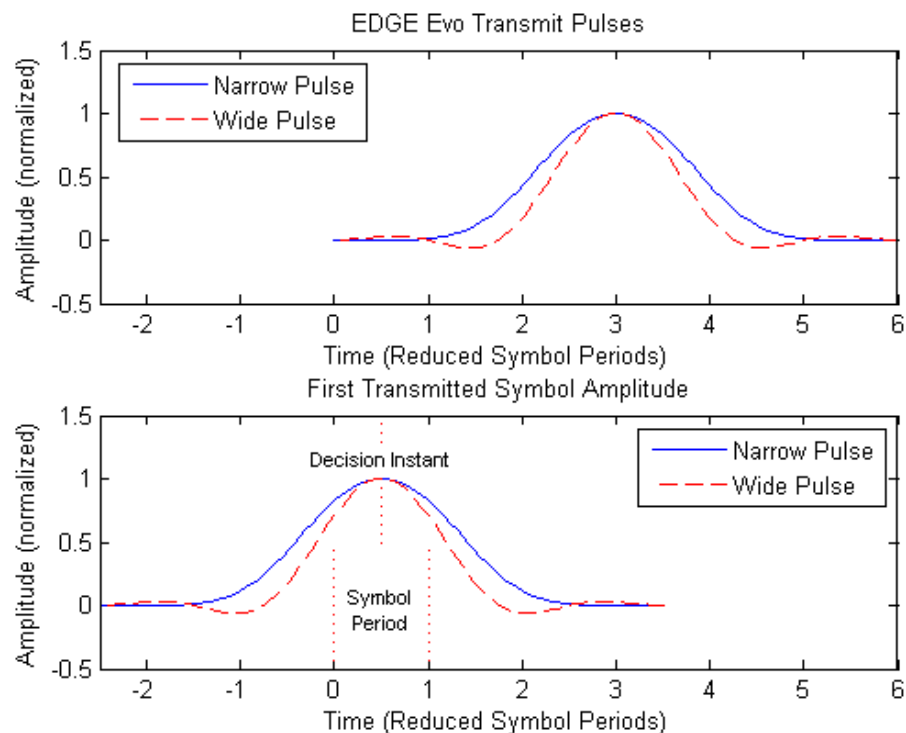 EDGE Evo Transmit Pulses
1.5
1
0.5
0
-0.5
Amplitude (normalized)
Narrow Pulse
Wide Pulse
-2 -1 0 1 2 3 4 5 6
Time (Reduced Symbol Periods)
First Transmitted Symbol Amplitude
1.5
1
0.5
0
-0.5
Amplitude (normalized)
Narrow Pulse
Wide Pulse
Decision Instant
Symbol
Period
-2 -1 0 1 2 3 4 5 6
Time (Reduced Symbol Periods)